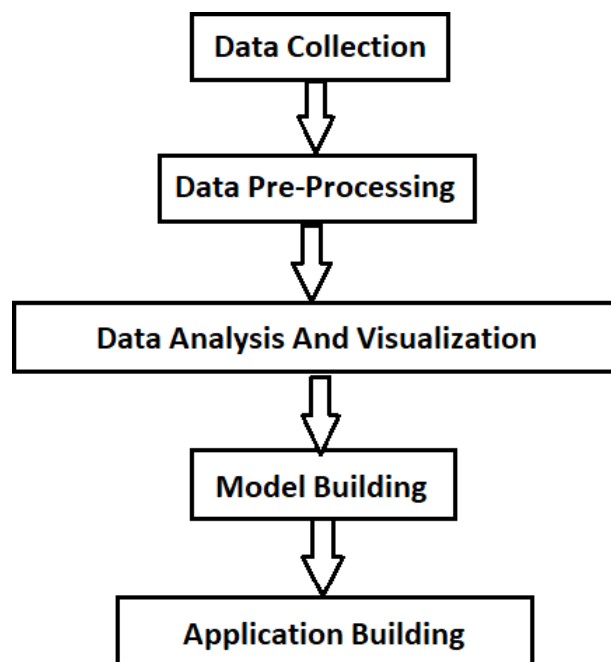 Data Collection
Data Pre-Processing
Data Analysis And Visualization
Model Building
Application Building